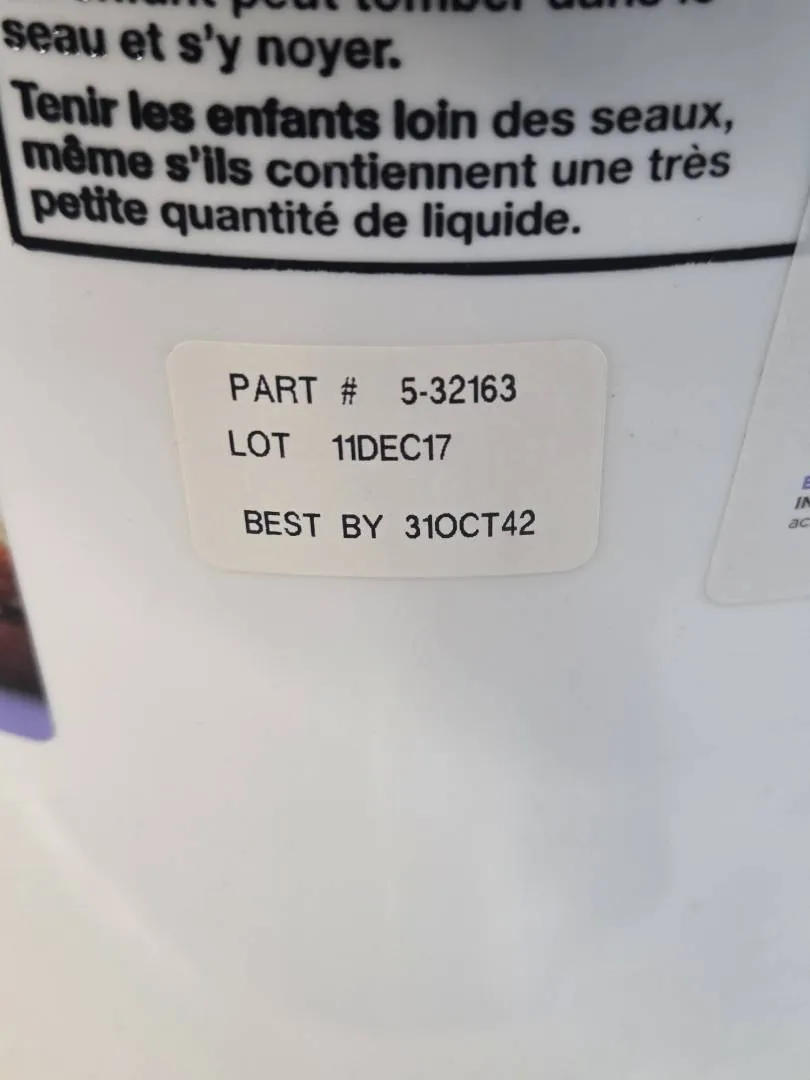 seau et s'y noyer.
Tenir les enfants loin des seaux,
même s'ils contiennent une très
petite quantité de liquide.
PART # 5-32163
LOT 11DEC17
BEST BY 31OCT42